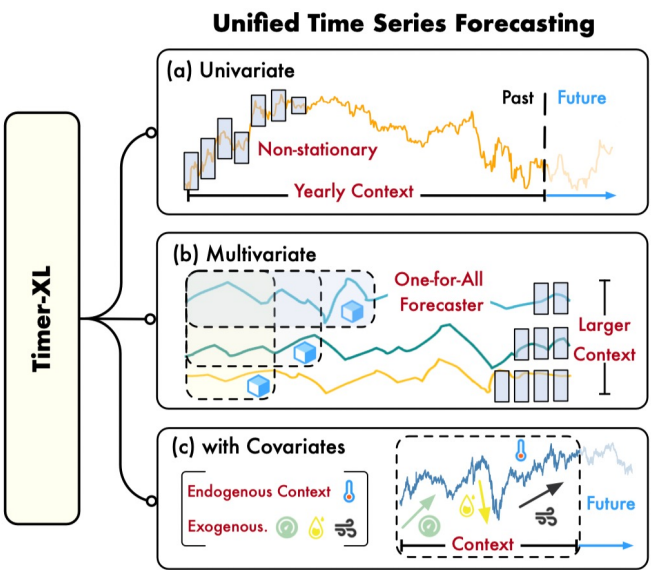 Unified Time Series Forecasting
Timer-XL
(a) Univariate
Past
Future
Non-stationary
Yearly Context
(b) Multivariate
One-for-All
Forecaster
Larger
Context
(c) with Covariates
Endogenous Context
Exogenous.
Future
Context